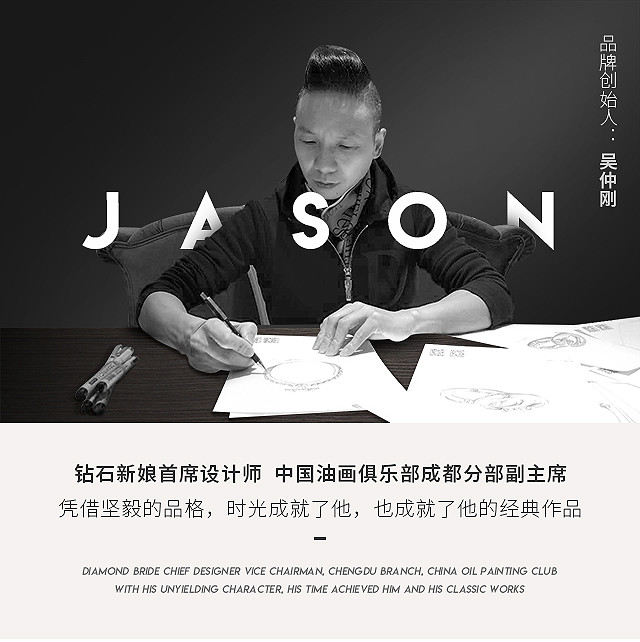 品牌创始人：吴仲刚
JASON
钻石新娘首席设计师 中国油画俱乐部成都分部副主席
凭借坚毅的品格，时光成就了他，也成就了他的经典作品
DIAMOND BRIDE CHIEF DESIGNER VICE CHAIRMAN, CHENGDU BRANCH, CHINA OIL PAINTING CLUB
WITH HIS UNYIELDING CHARACTER, HIS TIME ACHIEVED HIM AND HIS CLASSIC WORKS